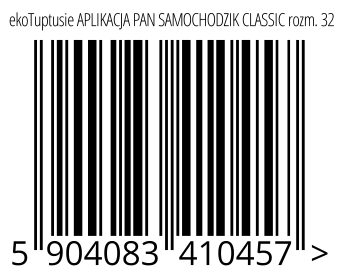 ekoTuptusie APLIKACJA PAN SAMOCHODZIK CLASSIC rozm. 32
5 904083 410457 >